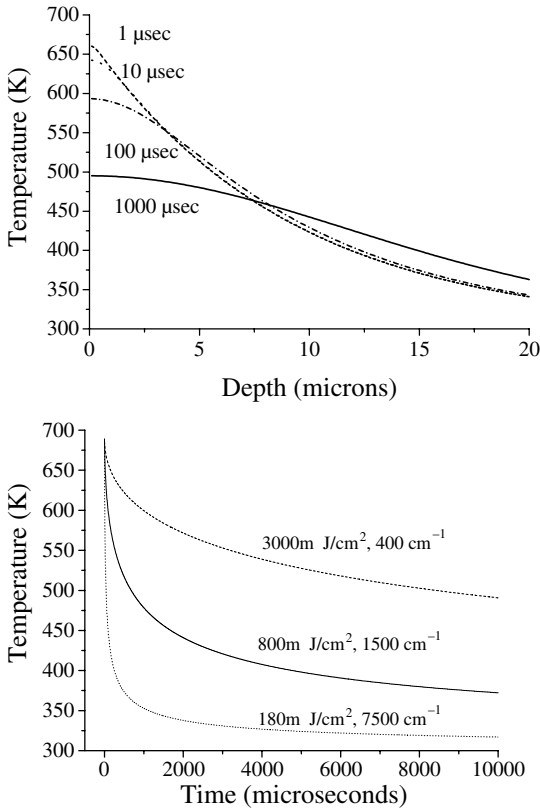 700
650
600
550
500
450
400
350
300
Temperature (K)
1 μsec
10 μsec
100 μsec
1000 μsec
0 5 10 15 20
Depth (microns)
700
650
600
550
500
450
400
350
300
Temperature (K)
3000m J/cm², 400 cm⁻¹
800m J/cm², 1500 cm⁻¹
180m J/cm², 7500 cm⁻¹
0 2000 4000 6000 8000 10000
Time (microseconds)